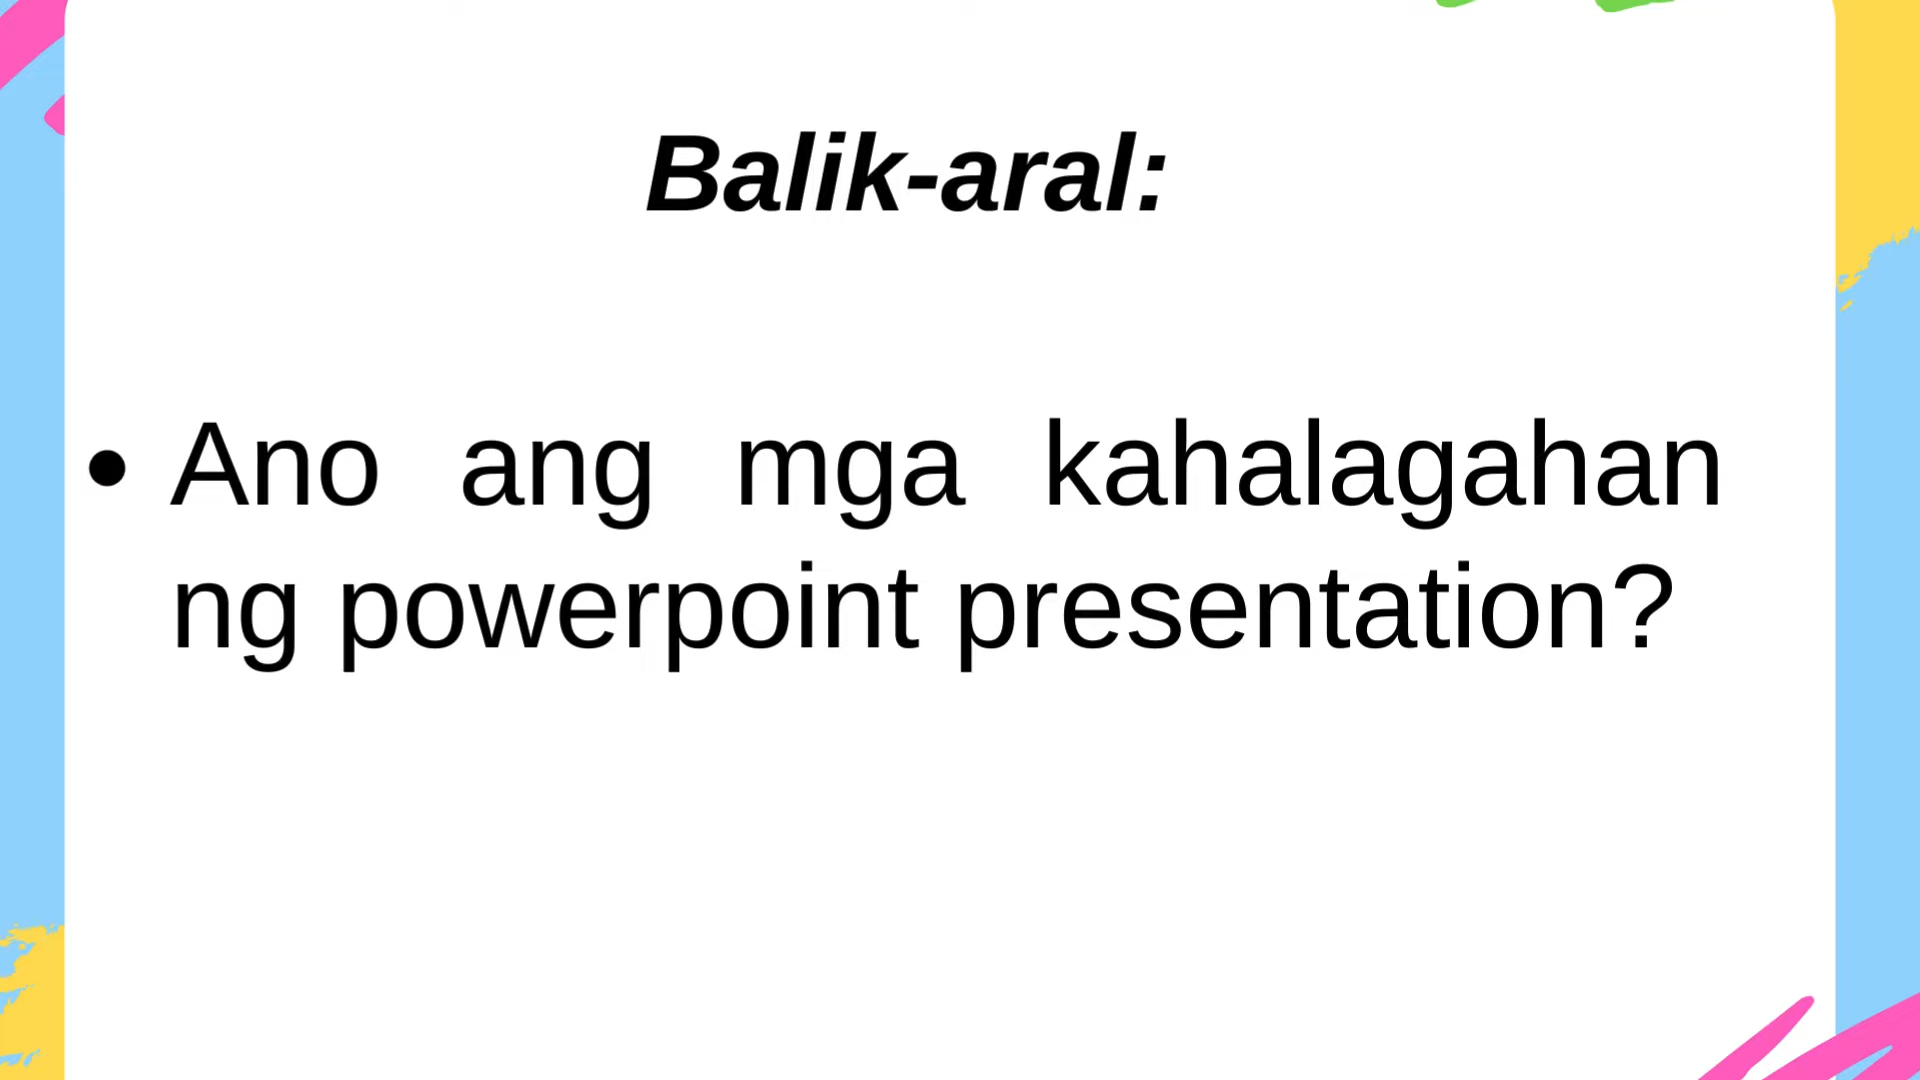 Balik-aral:
• Ano ang mga kahalagahan
ng powerpoint presentation?